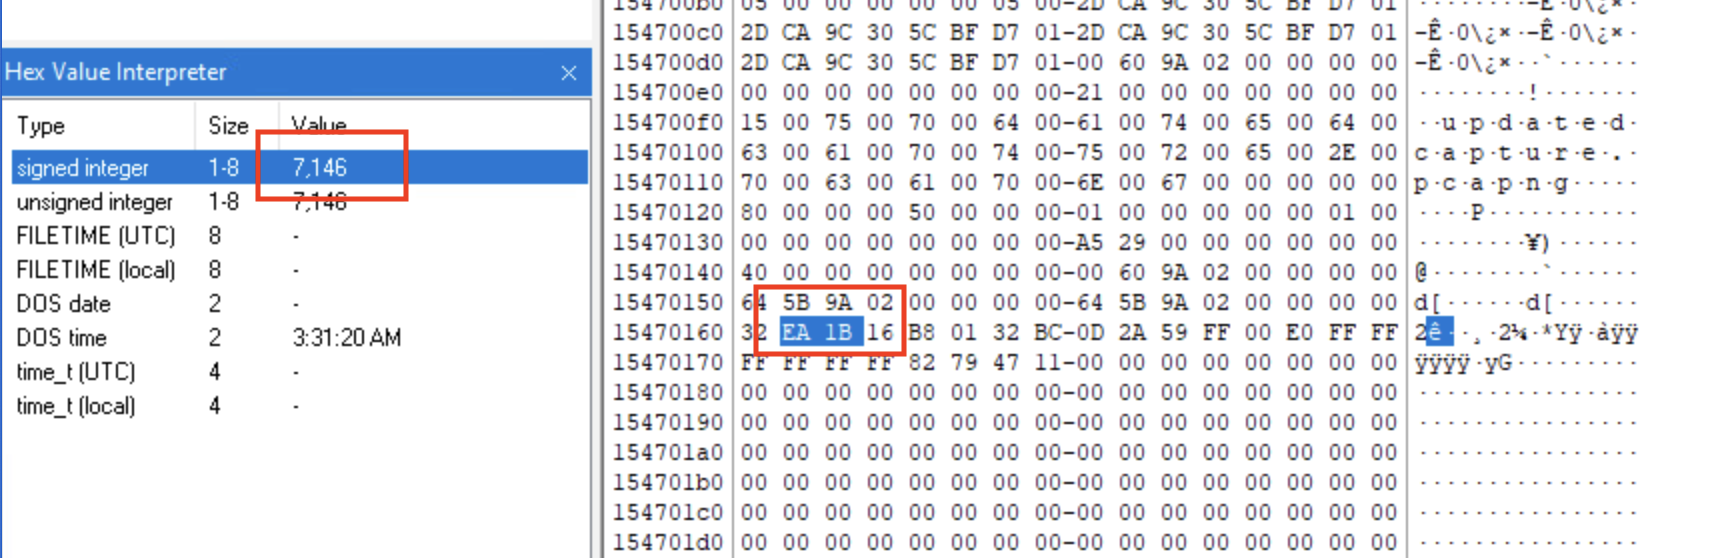 Hex Value Interpreter
Type Size Value
signed integer 1-8 7,146
unsigned integer 1-8 7,146
FILETIME (UTC) 8 -
FILETIME (local) 8 -
DOS date 2 -
DOS time 2 3:31:20 AM
time_t (UTC) 4 -
time_t (local) 4 -
154700b0 05 00 00 00 00 00 05 00-2D CA 9C 30 5C BF D7 01 ········-Ê·0\¿×·
154700c0 2D CA 9C 30 5C BF D7 01-2D CA 9C 30 5C BF D7 01 -Ê·0\¿×·-Ê·0\¿×·
154700d0 2D CA 9C 30 5C BF D7 01-00 60 9A 02 00 00 00 00 -Ê·0\¿×··`······
154700e0 00 00 00 00 00 00 00 00-21 00 00 00 00 00 00 00 ········!·······
154700f0 15 00 75 00 70 00 64 00-61 00 74 00 65 00 64 00 ··u·p·d·a·t·e·d·
15470100 63 00 61 00 70 00 74 00-75 00 72 00 65 00 2E 00 c·a·p·t·u·r·e·.·
15470110 70 00 63 00 61 00 70 00-6E 00 67 00 00 00 00 00 p·c·a·p·n·g·····
15470120 80 00 00 00 50 00 00 00-01 00 00 00 00 00 01 00 ····P···········
15470130 00 00 00 00 00 00 00 00-A5 29 00 00 00 00 00 00 ········¥)······
15470140 40 00 00 00 00 00 00 00-00 60 9A 02 00 00 00 00 @········`······
15470150 64 5B 9A 02 00 00 00 00-64 5B 9A 02 00 00 00 00 d[······d[······
15470160 32 EA 1B 16 B8 01 32 BC-0D 2A 59 FF 00 E0 FF FF 2ê··¸·2¼·*Yÿ·àÿÿ
15470170 FF FF FF FF 82 79 47 11-00 00 00 00 00 00 00 00 ÿÿÿÿ·yG·········
15470180 00 00 00 00 00 00 00 00-00 00 00 00 00 00 00 00 ················
15470190 00 00 00 00 00 00 00 00-00 00 00 00 00 00 00 00 ················
154701a0 00 00 00 00 00 00 00 00-00 00 00 00 00 00 00 00 ················
154701b0 00 00 00 00 00 00 00 00-00 00 00 00 00 00 00 00 ················
154701c0 00 00 00 00 00 00 00 00-00 00 00 00 00 00 00 00 ················
154701d0 00 00 00 00 00 00 00 00-00 00 00 00 00 00 00 00 ················